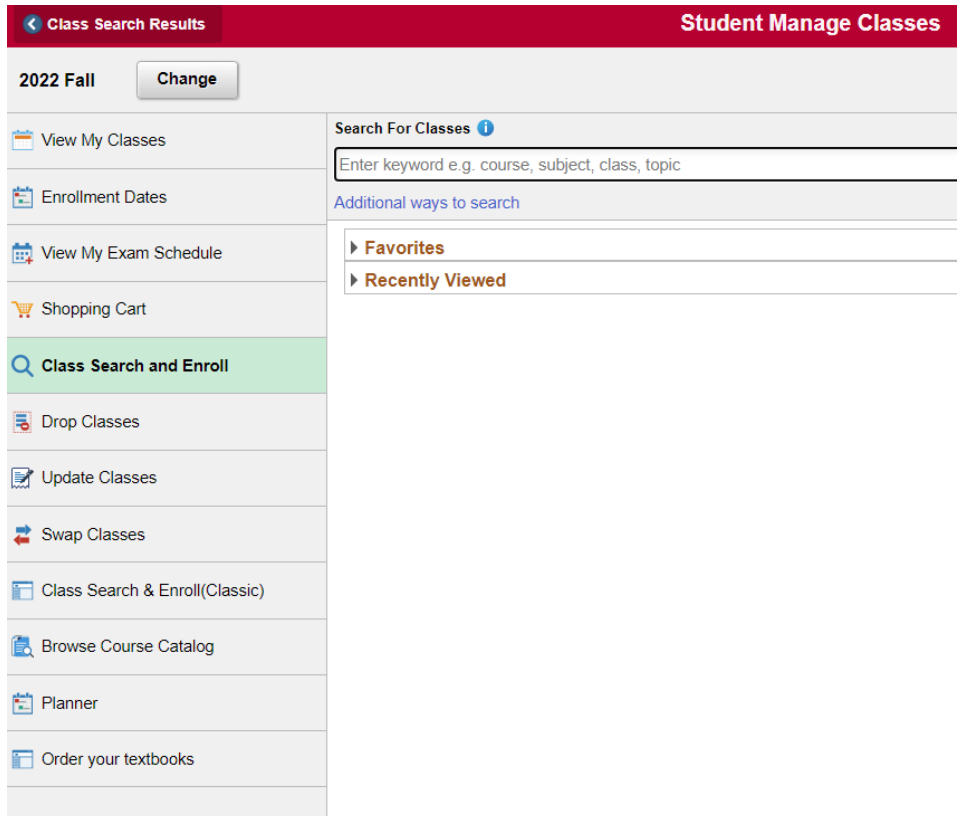 Class Search Results
Student Manage Classes
2022 Fall
Change
View My Classes
Enrollment Dates
View My Exam Schedule
Shopping Cart
Class Search and Enroll
Drop Classes
Update Classes
Swap Classes
Class Search & Enroll(Classic)
Browse Course Catalog
Planner
Order your textbooks
Search For Classes
Enter keyword e.g. course, subject, class, topic
Additional ways to search
Favorites
Recently Viewed